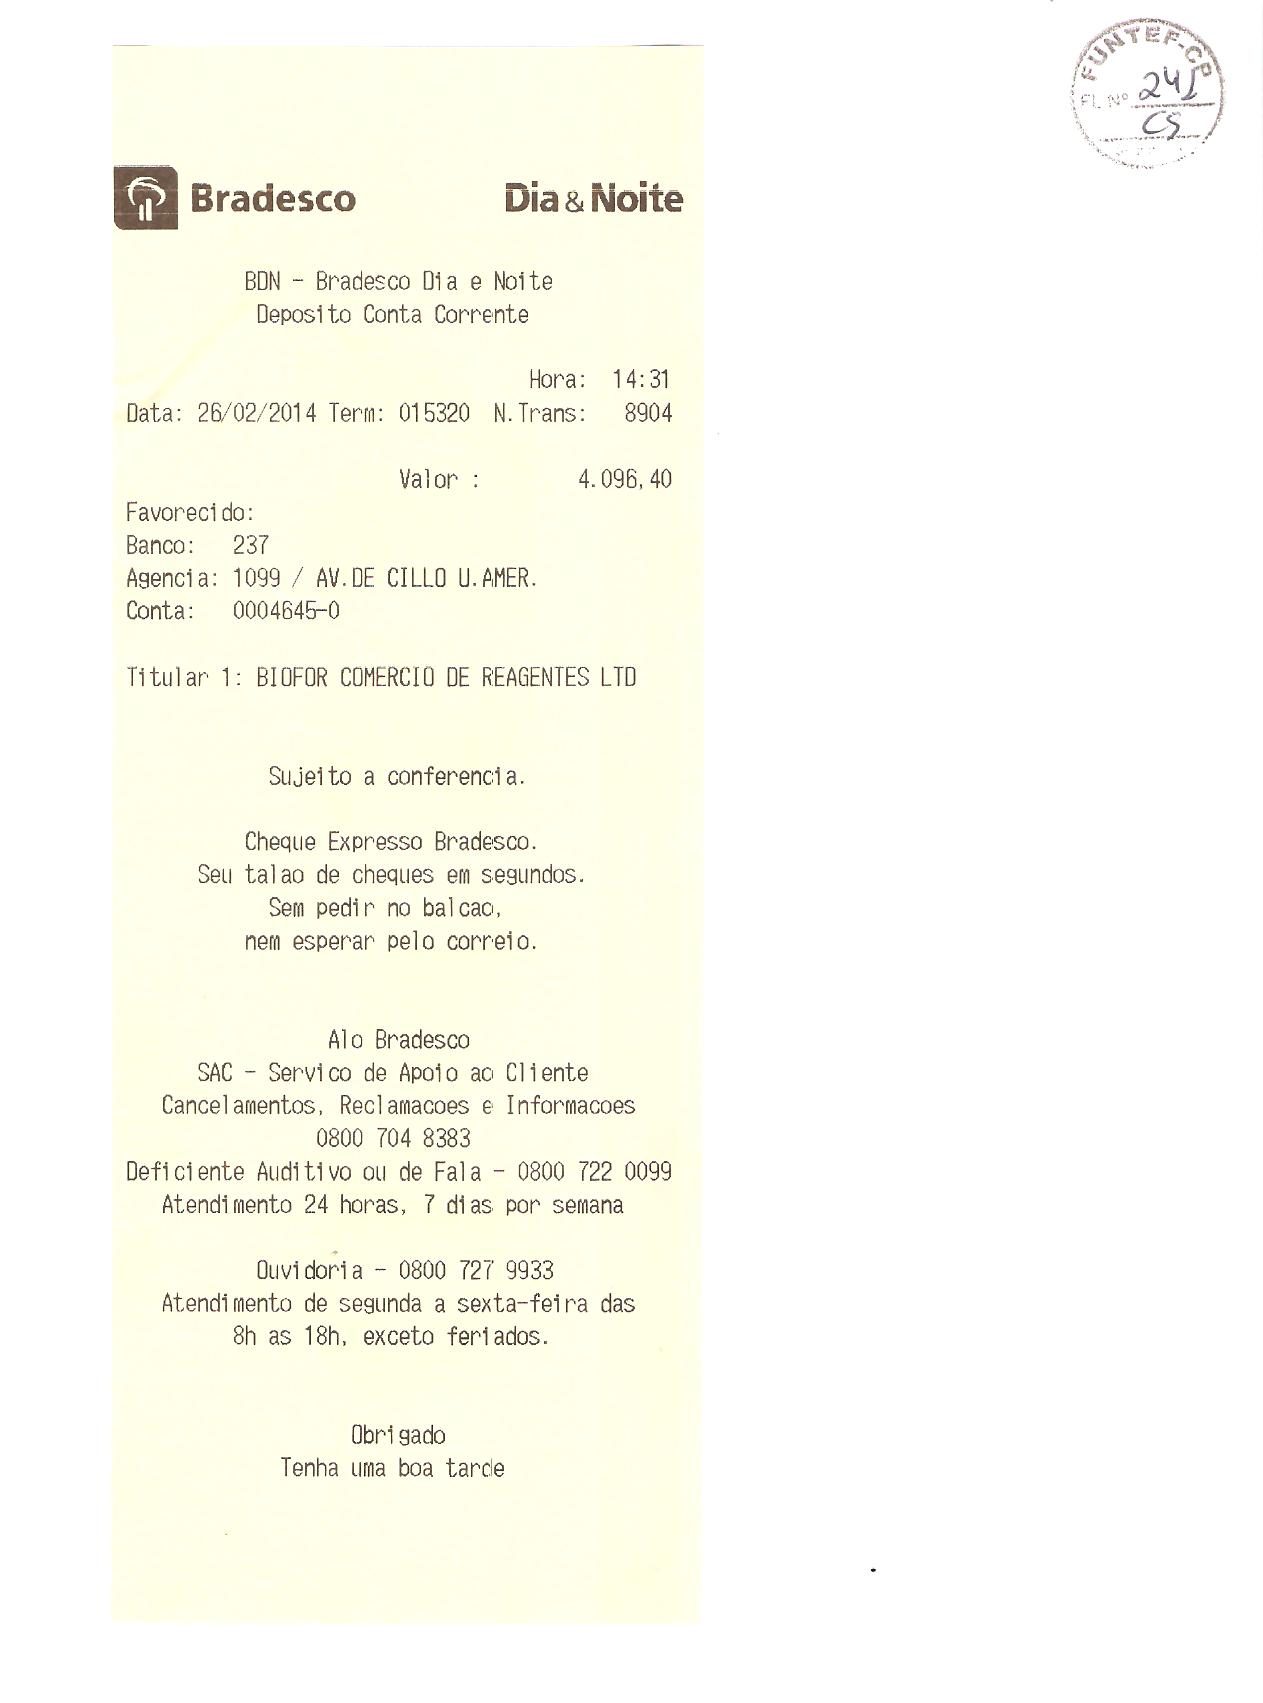 FUNTEF-CP
FL. Nº 241
CS
Bradesco Dia & Noite
BDN - Bradesco Dia e Noite
Deposito Conta Corrente
Hora: 14:31
Data: 26/02/2014 Term: 015320 N.Trans: 8904
Valor : 4.096,40
Favorecido:
Banco: 237
Agencia: 1099 / AV.DE CILLO U.AMER.
Conta: 0004645-0
Titular 1: BIOFOR COMERCIO DE REAGENTES LTD
Sujeito a conferencia.
Cheque Expresso Bradesco.
Seu talao de cheques em segundos.
Sem pedir no balcao,
nem esperar pelo correio.
Alo Bradesco
SAC - Servico de Apoio ao Cliente
Cancelamentos, Reclamacoes e Informacoes
0800 704 8383
Deficiente Auditivo ou de Fala - 0800 722 0099
Atendimento 24 horas, 7 dias por semana
Ouvidoria - 0800 727 9933
Atendimento de segunda a sexta-feira das
8h as 18h, exceto feriados.
Obrigado
Tenha uma boa tarde